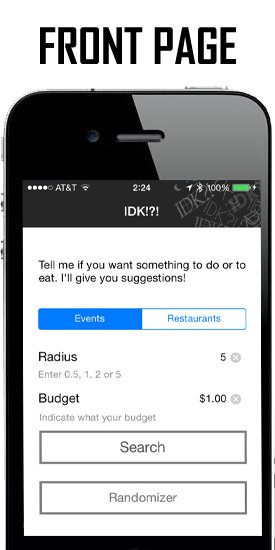 FRONT PAGE
AT&T 2:24 100%
IDK!?!
Tell me if you want something to do or to
eat. I'll give you suggestions!
Events Restaurants
Radius 5
Enter 0.5, 1, 2 or 5
Budget $1.00
Indicate what your budget
Search
Randomizer